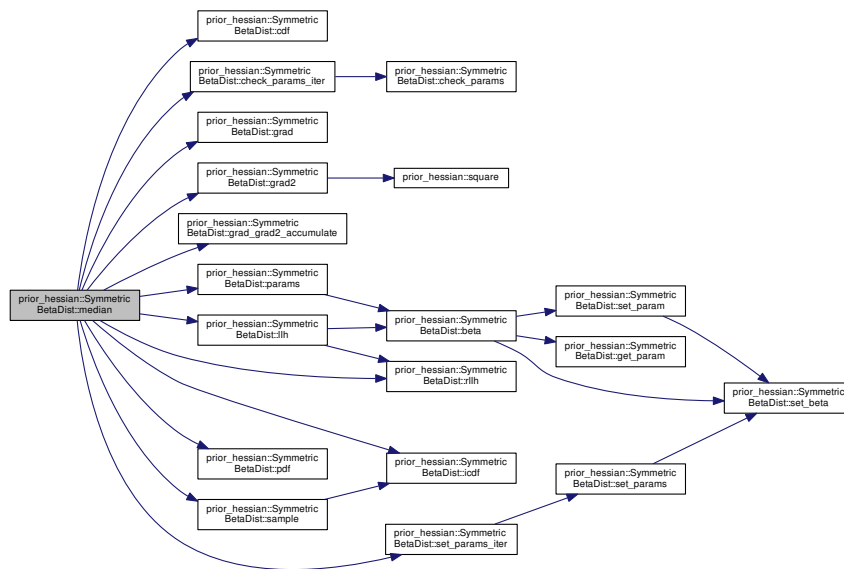 prior_hessian::Symmetric
BetaDist::cdf
prior_hessian::Symmetric
BetaDist::check_params_iter
prior_hessian::Symmetric
BetaDist::check_params
prior_hessian::Symmetric
BetaDist::grad
prior_hessian::Symmetric
BetaDist::grad2
prior_hessian::square
prior_hessian::Symmetric
BetaDist::grad_grad2_accumulate
prior_hessian::Symmetric
BetaDist::median
prior_hessian::Symmetric
BetaDist::params
prior_hessian::Symmetric
BetaDist::llh
prior_hessian::Symmetric
BetaDist::beta
prior_hessian::Symmetric
BetaDist::set_param
prior_hessian::Symmetric
BetaDist::get_param
prior_hessian::Symmetric
BetaDist::rllh
prior_hessian::Symmetric
BetaDist::set_beta
prior_hessian::Symmetric
BetaDist::pdf
prior_hessian::Symmetric
BetaDist::icdf
prior_hessian::Symmetric
BetaDist::set_params
prior_hessian::Symmetric
BetaDist::sample
prior_hessian::Symmetric
BetaDist::set_params_iter